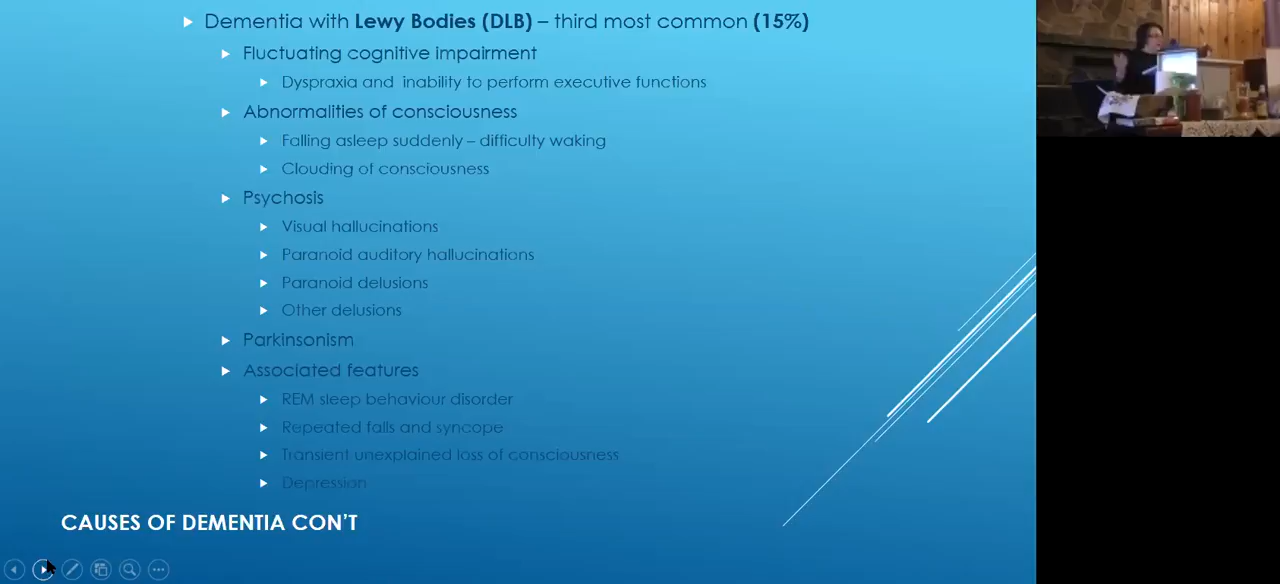 Dementia with Lewy Bodies (DLB) – third most common (15%)
Fluctuating cognitive impairment
Dyspraxia and inability to perform executive functions
Abnormalities of consciousness
Falling asleep suddenly – difficulty waking
Clouding of consciousness
Psychosis
Visual hallucinations
Paranoid auditory hallucinations
Paranoid delusions
Other delusions
Parkinsonism
Associated features
REM sleep behaviour disorder
Repeated falls and syncope
Transient unexplained loss of consciousness
Depression
CAUSES OF DEMENTIA CON'T